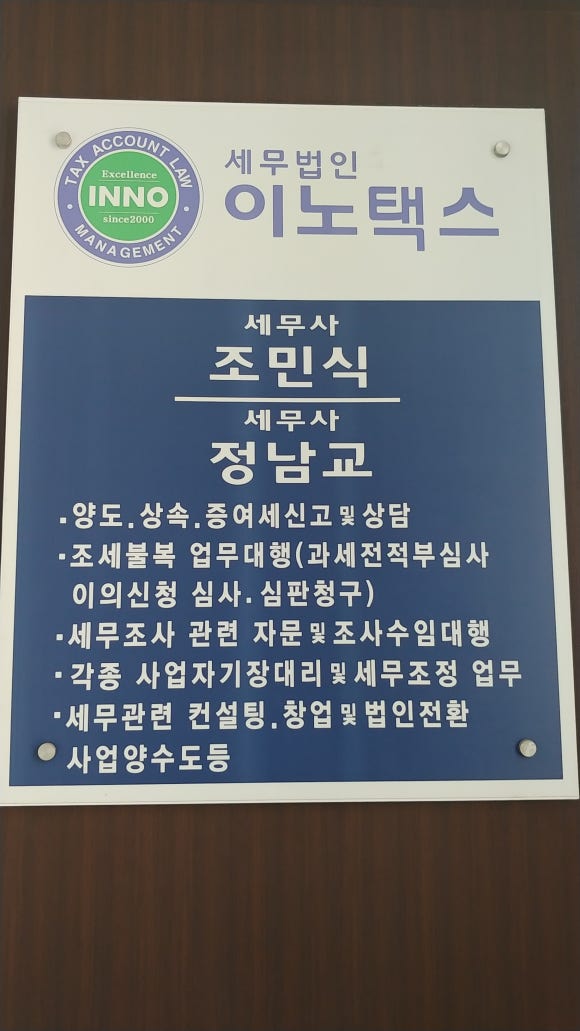 TAX ACCOUNT LAW
Excellence
INNO
since2000
MANAGEMENT
세무법인
이노택스
세무사
조민식
세무사
정남교
·양도.상속.증여세신고 및 상담
·조세불복 업무대행(과세전적부심사
이의신청 심사.심판청구)
·세무조사 관련 자문 및 조사수임대행
·각종 사업자기장대리 및 세무조정 업무
·세무관련 컨설팅.창업 및 법인전환
사업양수도등